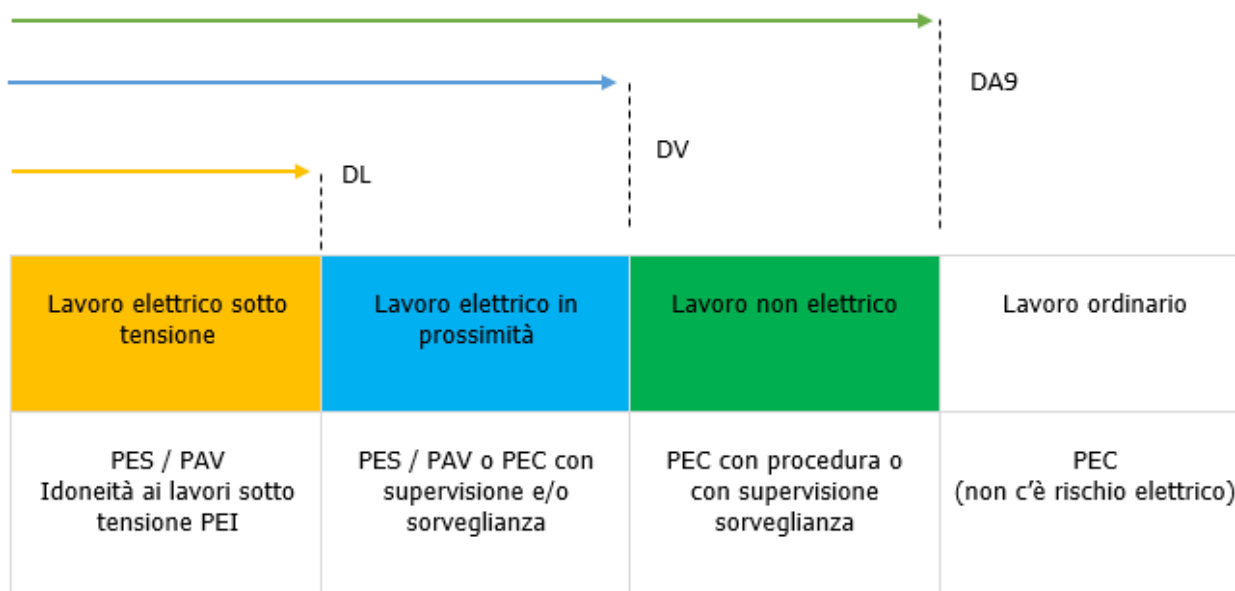 DA9
DV
DL
Lavoro elettrico sotto
tensione
Lavoro elettrico in
prossimità
Lavoro non elettrico
Lavoro ordinario
PES / PAV
Idoneità ai lavori sotto
tensione PEI
PES / PAV o PEC con
supervisione e/o
sorveglianza
PEC con procedura o
con supervisione
sorveglianza
PEC
(non c'è rischio elettrico)